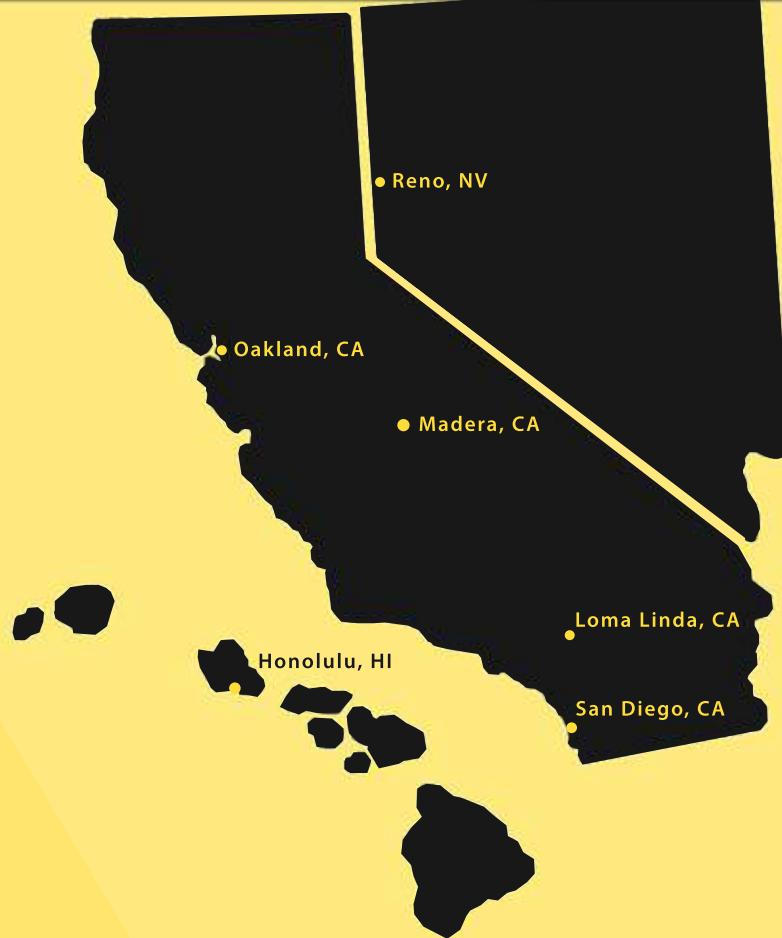 Reno, NV
Oakland, CA
Madera, CA
Loma Linda, CA
Honolulu, HI
San Diego, CA